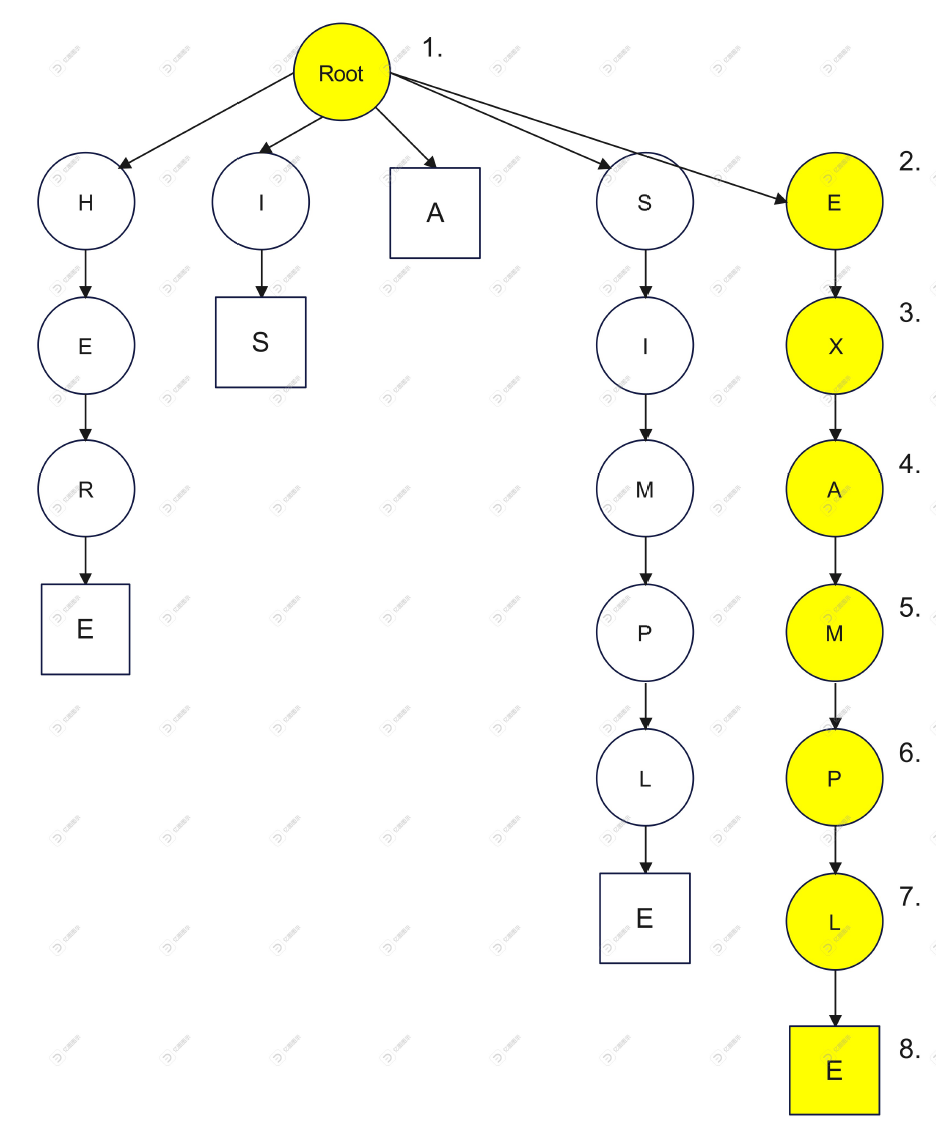 Root 1.
H I A S E 2.
E S I X 3.
R M A 4.
E P M 5.
L P 6.
E L 7.
E 8.